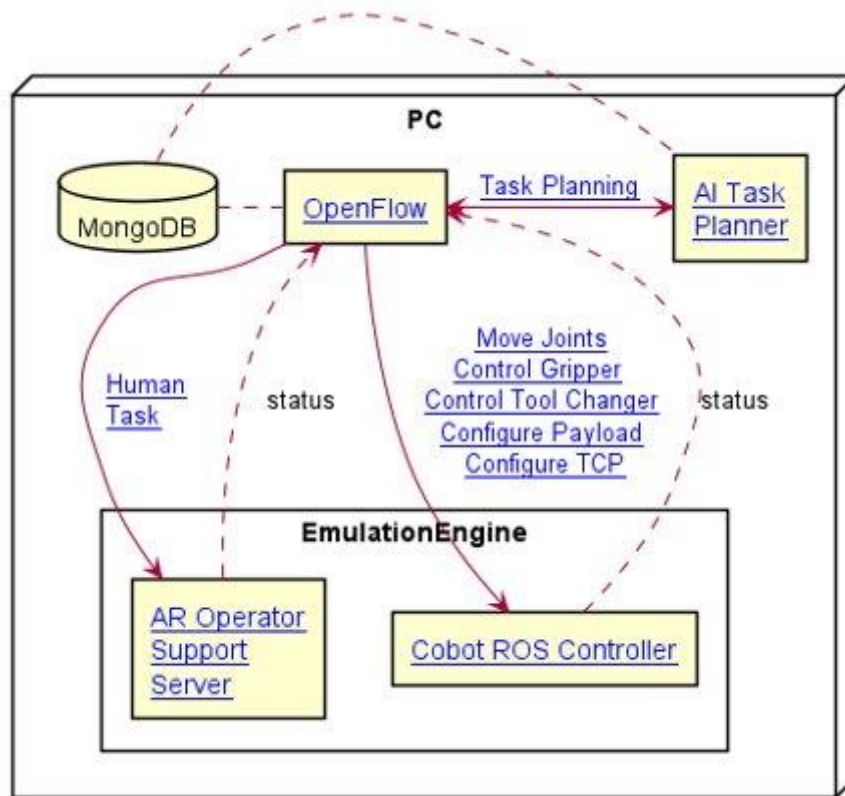 PC
MongoDB
OpenFlow
Task Planning
AI Task
Planner
Human
Task
status
Move Joints
Control Gripper
Control Tool Changer
Configure Payload
Configure TCP
status
EmulationEngine
AR Operator
Support
Server
Cobot ROS Controller